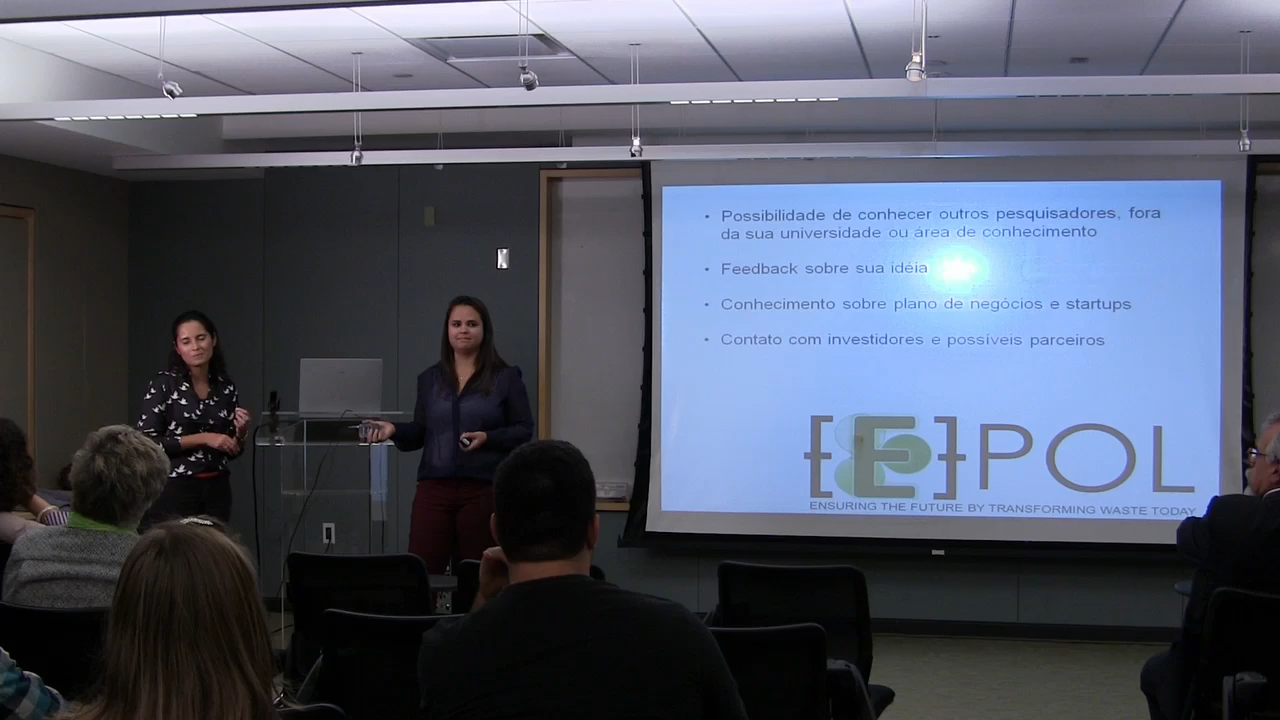 • Possibilidade de conhecer outros pesquisadores, fora
da sua universidade ou área de conhecimento
• Feedback sobre sua idéia
• Conhecimento sobre plano de negócios e startups
• Contato com investidores e possíveis parceiros
[E]POL
ENSURING THE FUTURE BY TRANSFORMING WASTE TODAY